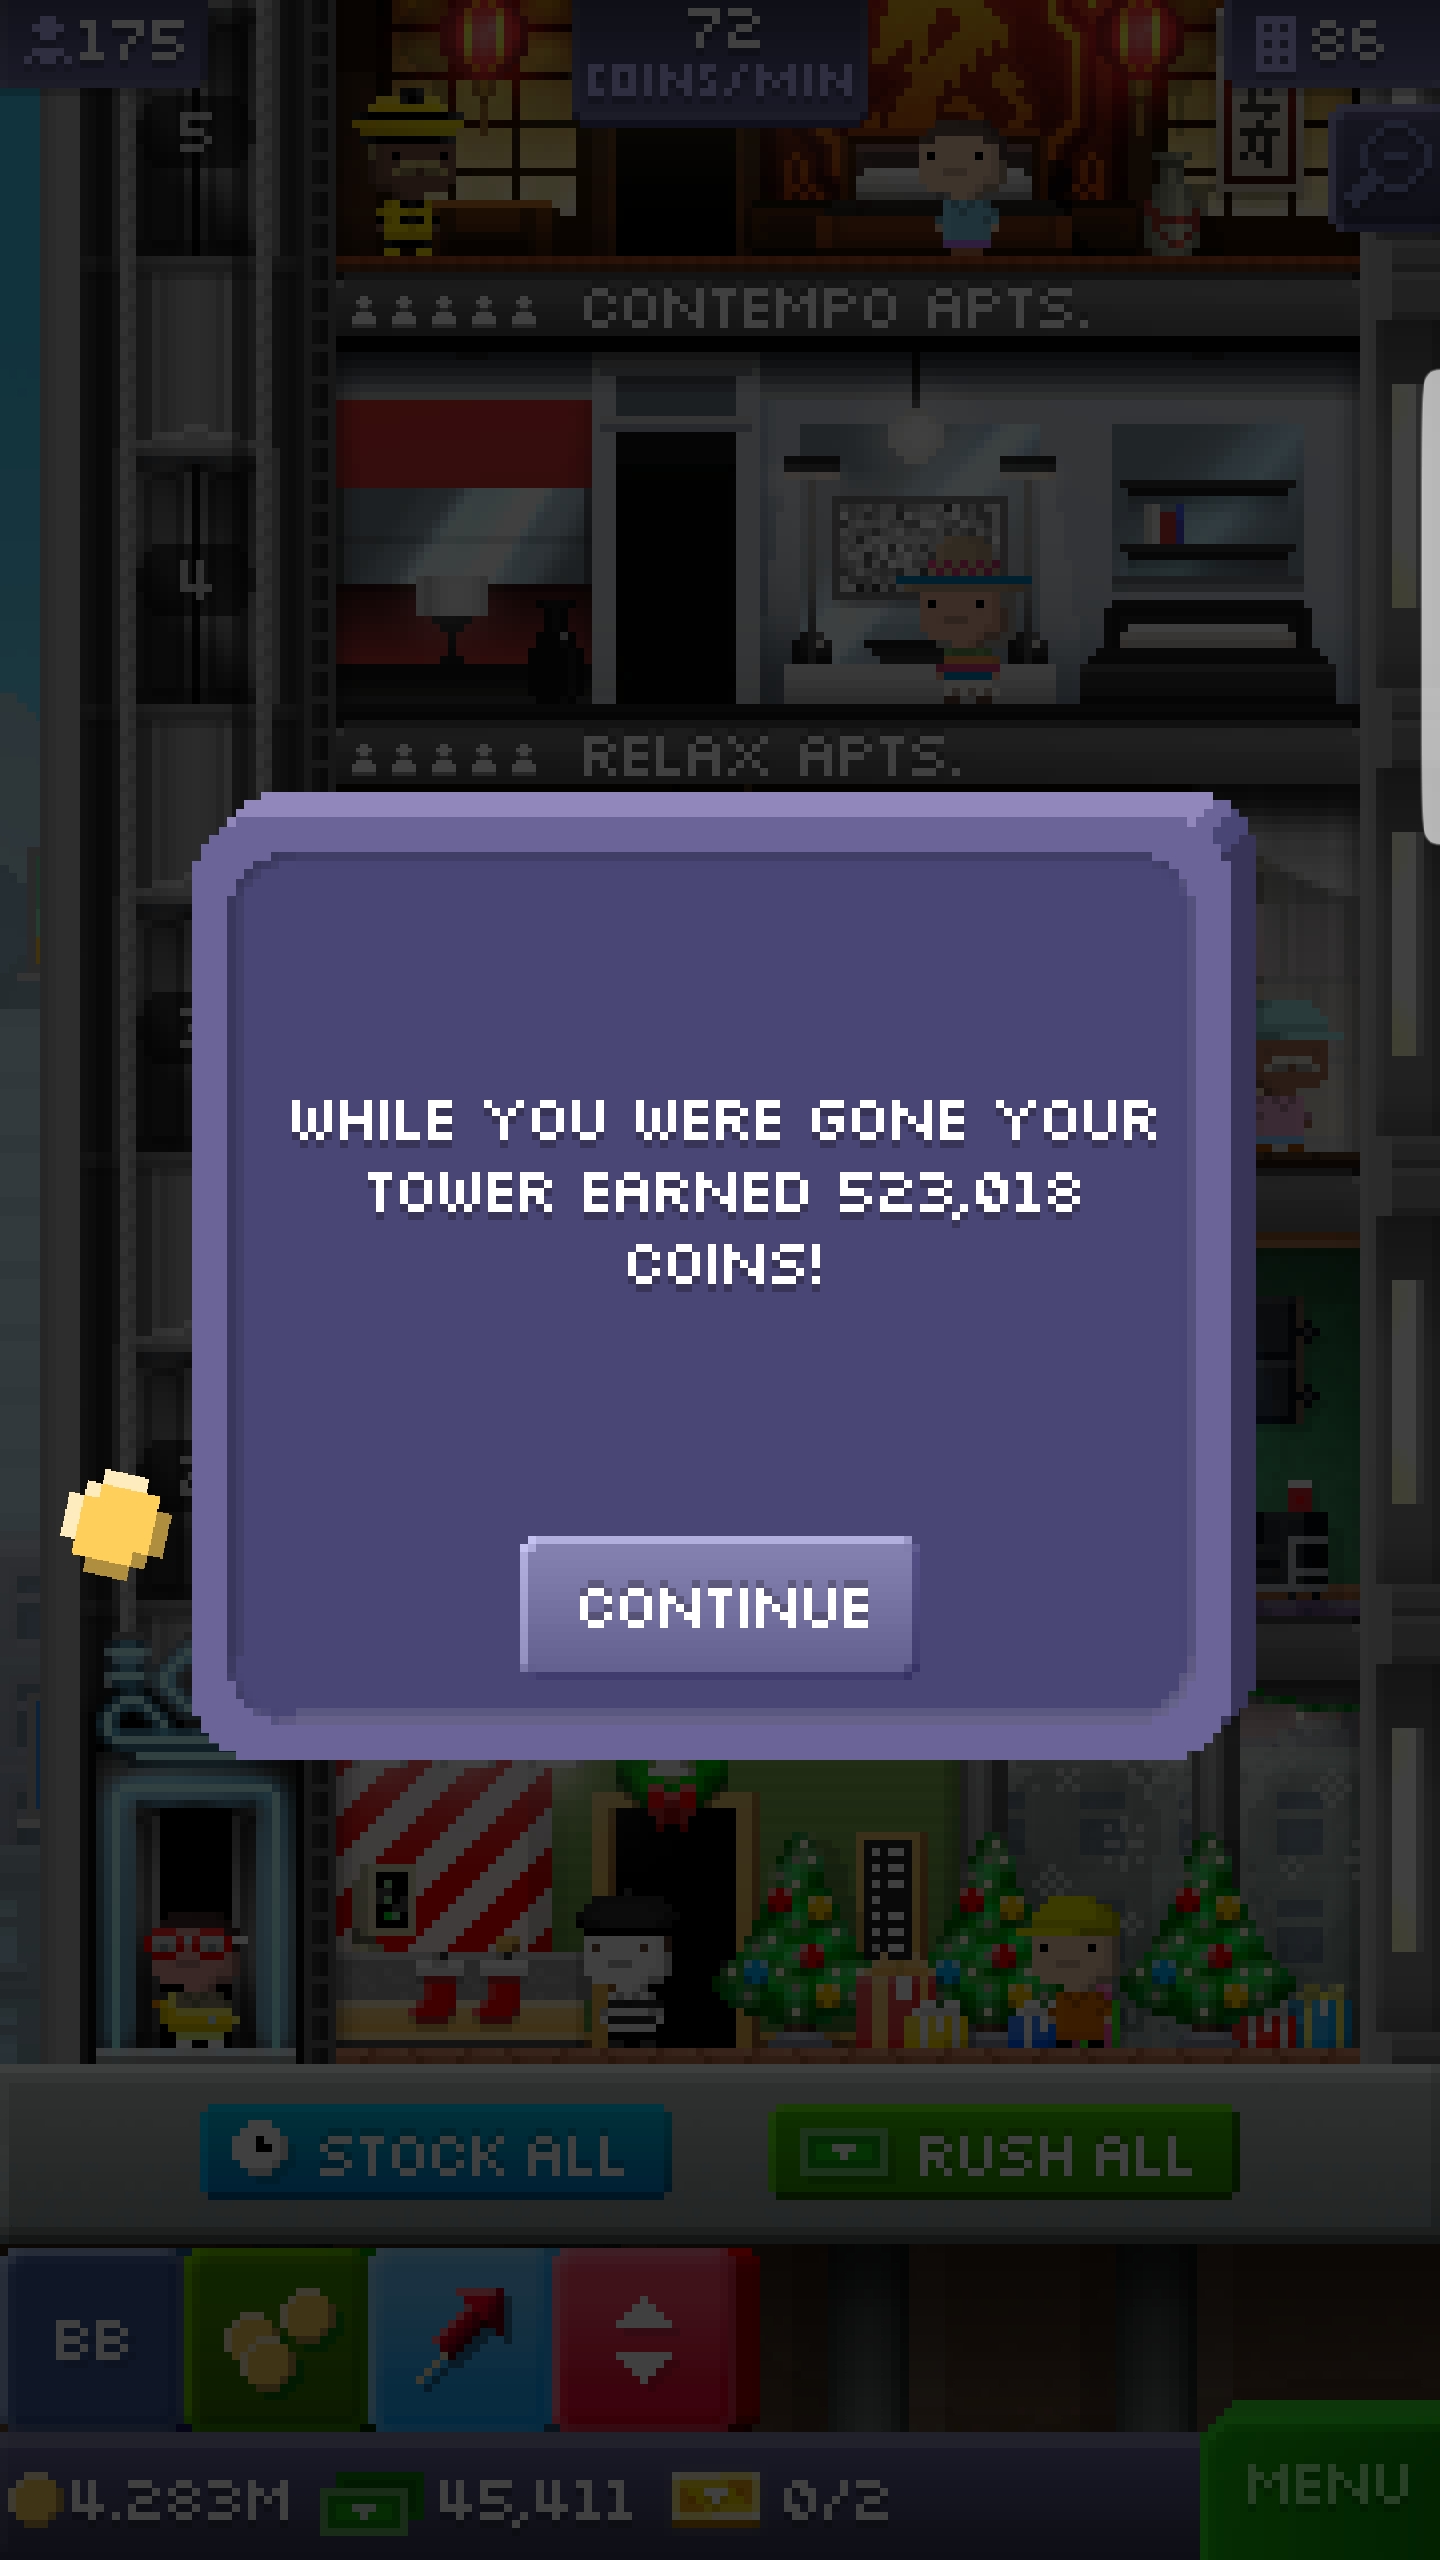 175
72
COINS/MIN
86
5
CONTEMPO APTS.
4
RELAX APTS.
WHILE YOU WERE GONE YOUR
TOWER EARNED 523,018
COINS!
CONTINUE
STOCK ALL
RUSH ALL
BB
4.283M
45,411
0/2
MENU